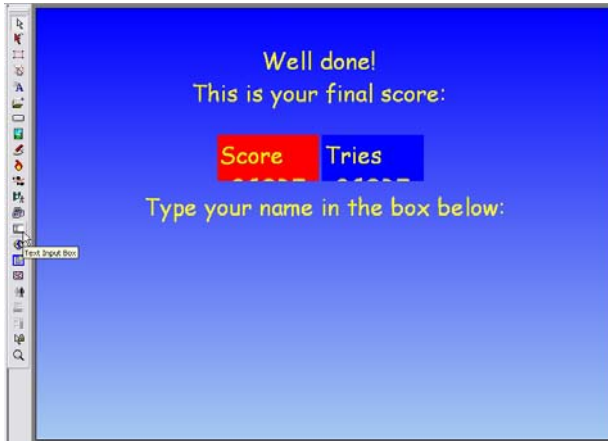 Well done!
This is your final score:
Score Tries
Type your name in the box below:
Text Input Box